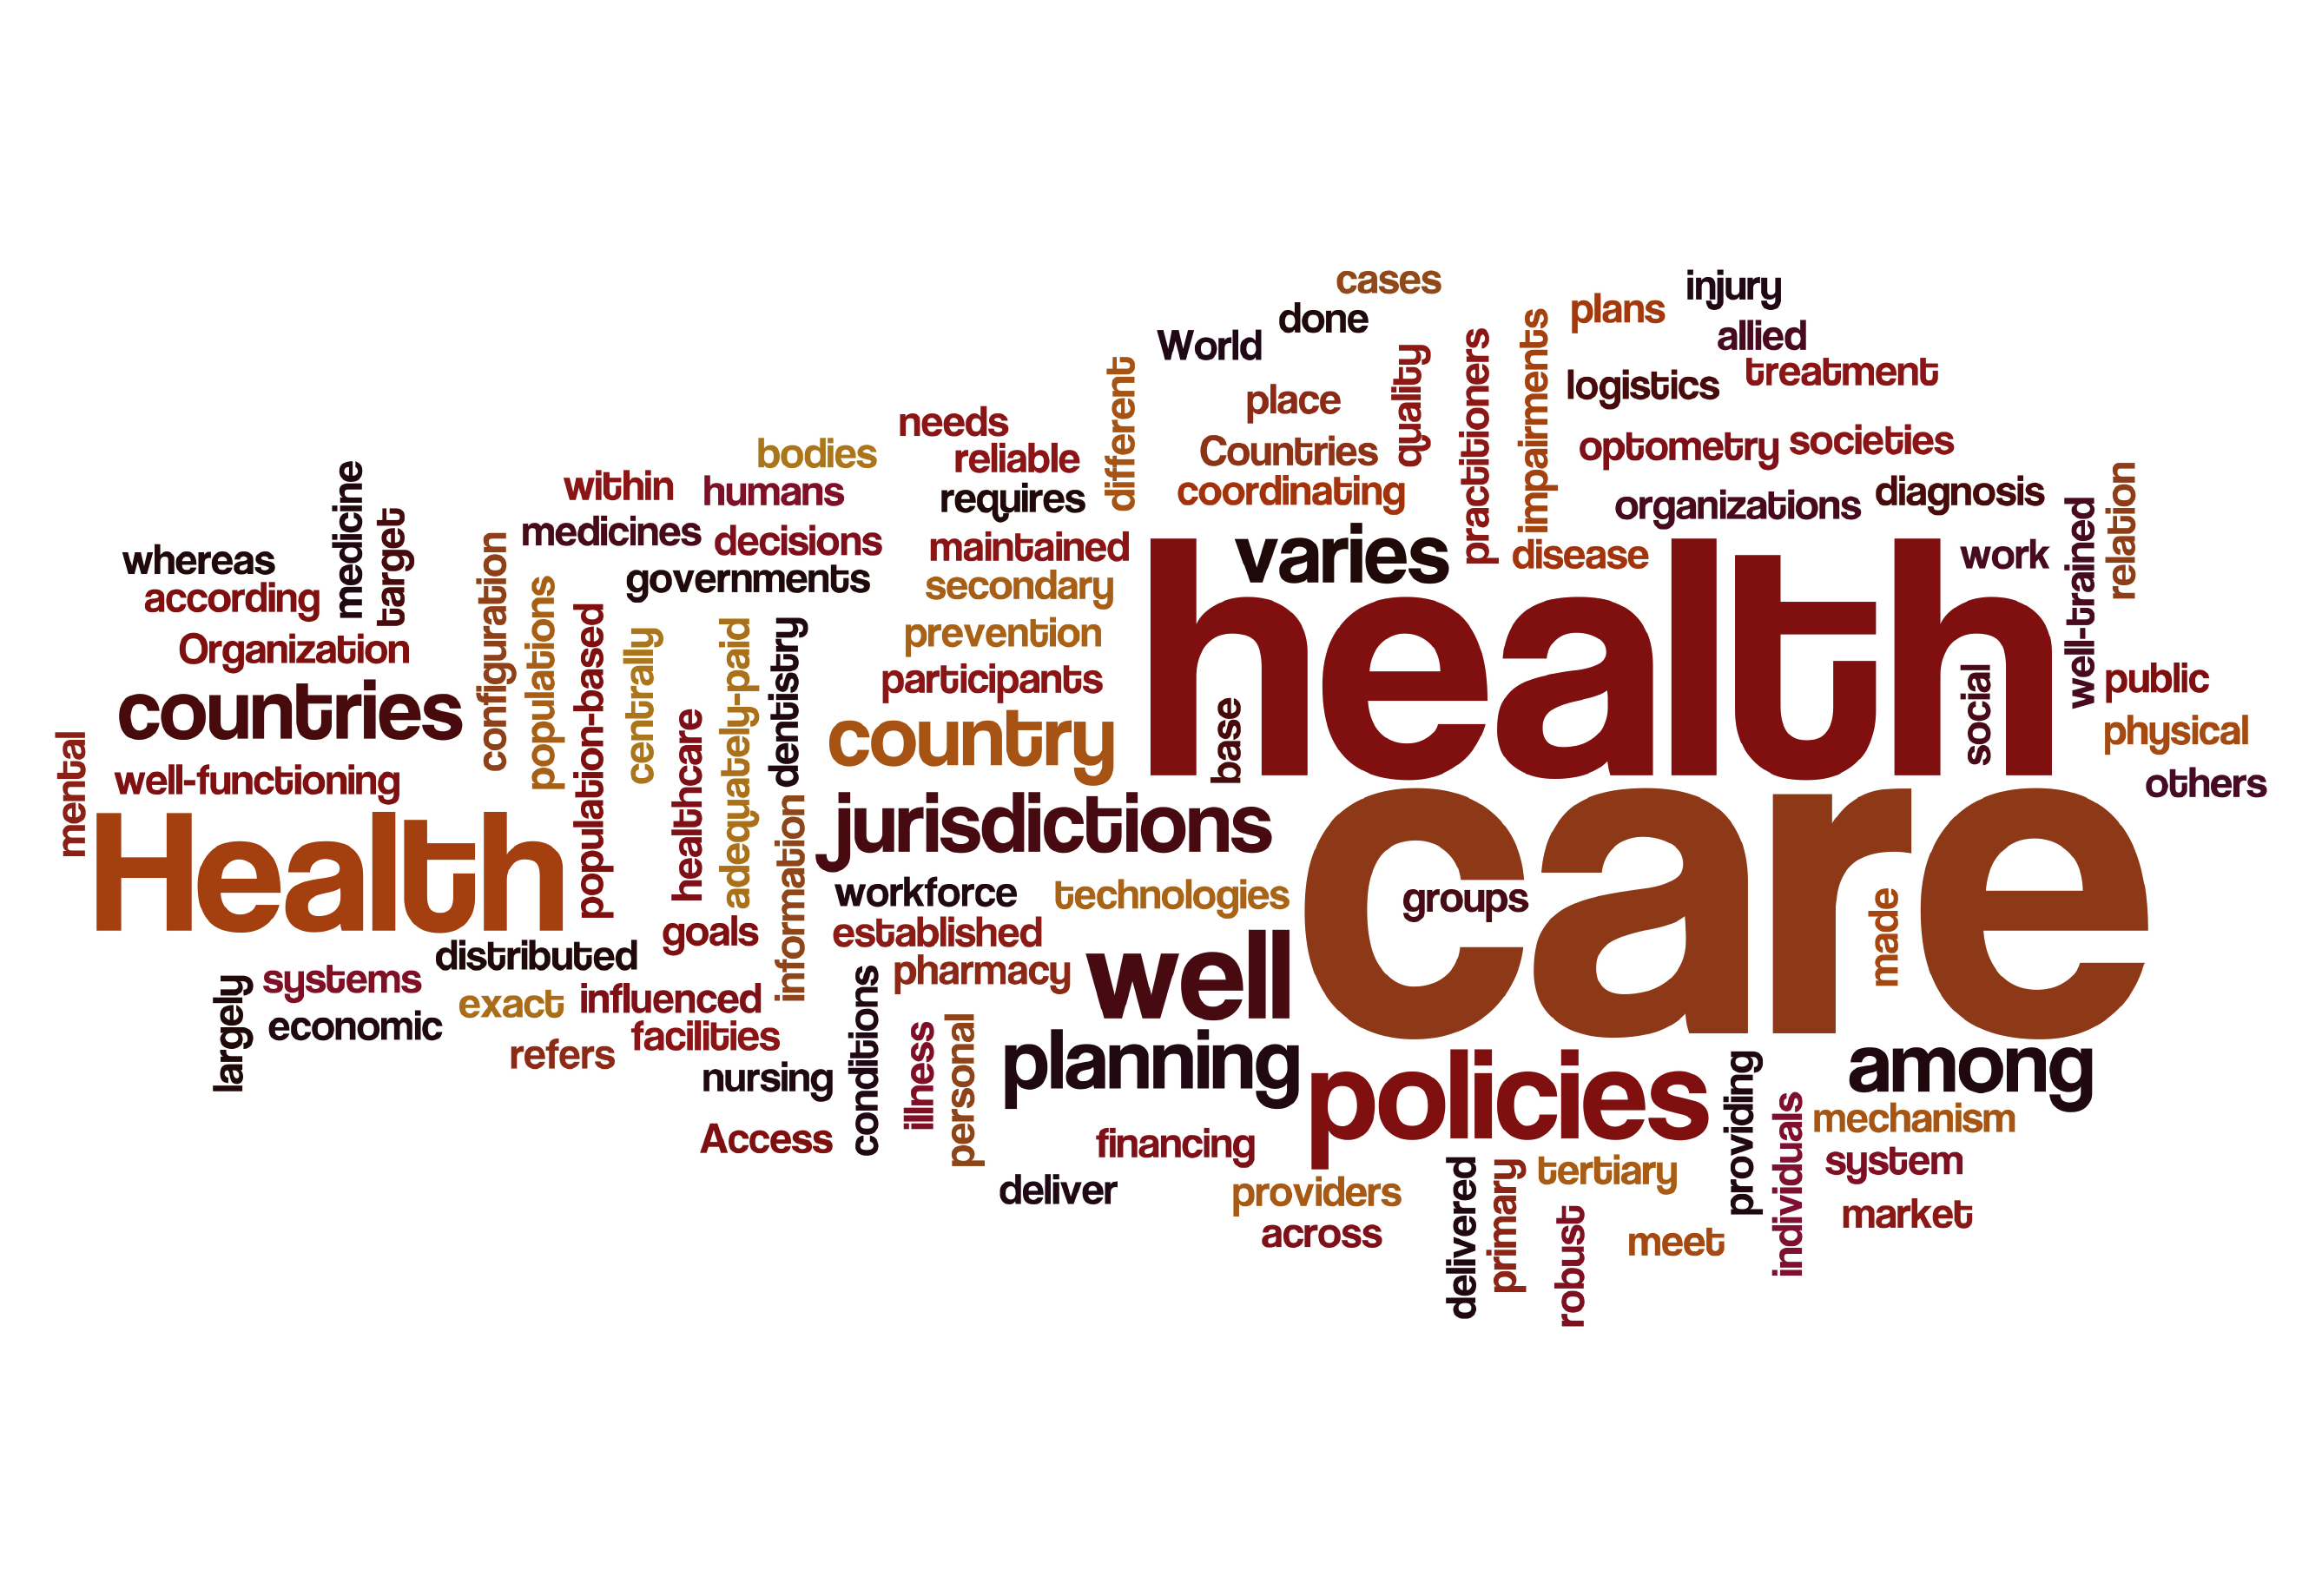 cases
injury
plans
done
allied
World
treatment
logistics
quality
practitioners
impairments
different
place
needs
bodies
reliable
Countries
optometry
societies
within
humans
requires
coordinating
organizations
diagnosis
relation
medicine
target
whereas
medicines
decisions
maintained
varies
disease
work
well-trained
according
governments
secondary
health
Organization
configuration
populations
population-based
centrally
adequately-paid
dentistry
prevention
participants
social
public
countries
country
base
physical
mental
well-functioning
healthcare
others
Health
information
jurisdictions
care
workforce
technologies
groups
made
goals
established
distributed
systems
pharmacy
well
largely
exact
influenced
economic
facilities
refers
conditions
illness
personal
nursing
planning
policies
among
providing
individuals
mechanism
Access
financing
system
tertiary
deliver
providers
delivered
primary
robust
market
across
meet